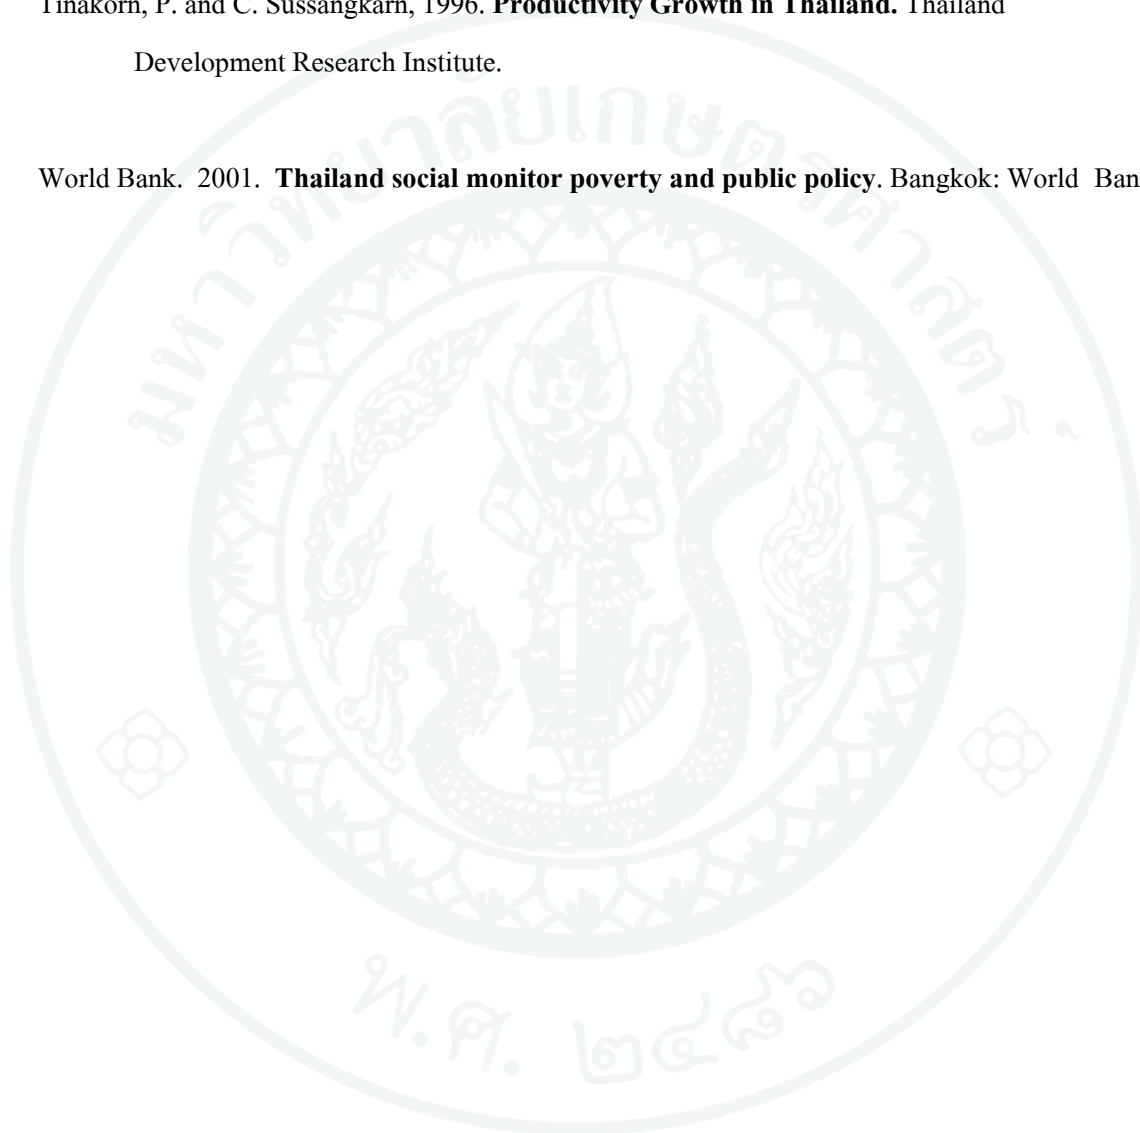 Tinakorn, P. and C. Sussangkarn, 1996. Productivity Growth in Thailand. Thailand
Development Research Institute.
World Bank.  2001.  Thailand social monitor poverty and public policy. Bangkok: World  Ban
มหาวิทยาลัยเกษตรศาสตร์
พ.ศ. ๒๔๘๖